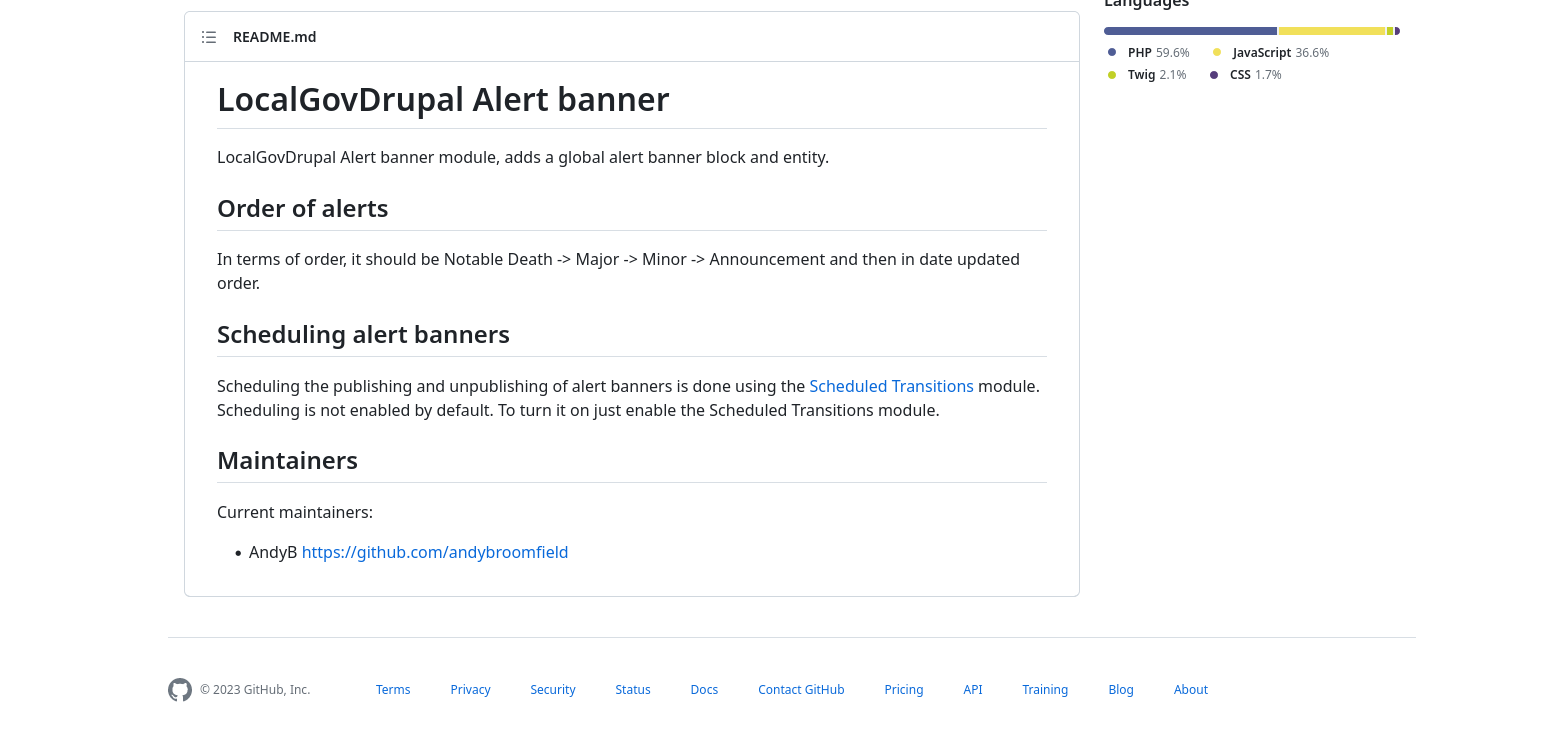 Languages
README.md
PHP 59.6%
JavaScript 36.6%
Twig 2.1%
CSS 1.7%
LocalGovDrupal Alert banner
LocalGovDrupal Alert banner module, adds a global alert banner block and entity.
Order of alerts
In terms of order, it should be Notable Death -> Major -> Minor -> Announcement and then in date updated
order.
Scheduling alert banners
Scheduling the publishing and unpublishing of alert banners is done using the Scheduled Transitions module.
Scheduling is not enabled by default. To turn it on just enable the Scheduled Transitions module.
Maintainers
Current maintainers:
• AndyB https://github.com/andybroomfield
© 2023 GitHub, Inc.
Terms
Privacy
Security
Status
Docs
Contact GitHub
Pricing
API
Training
Blog
About